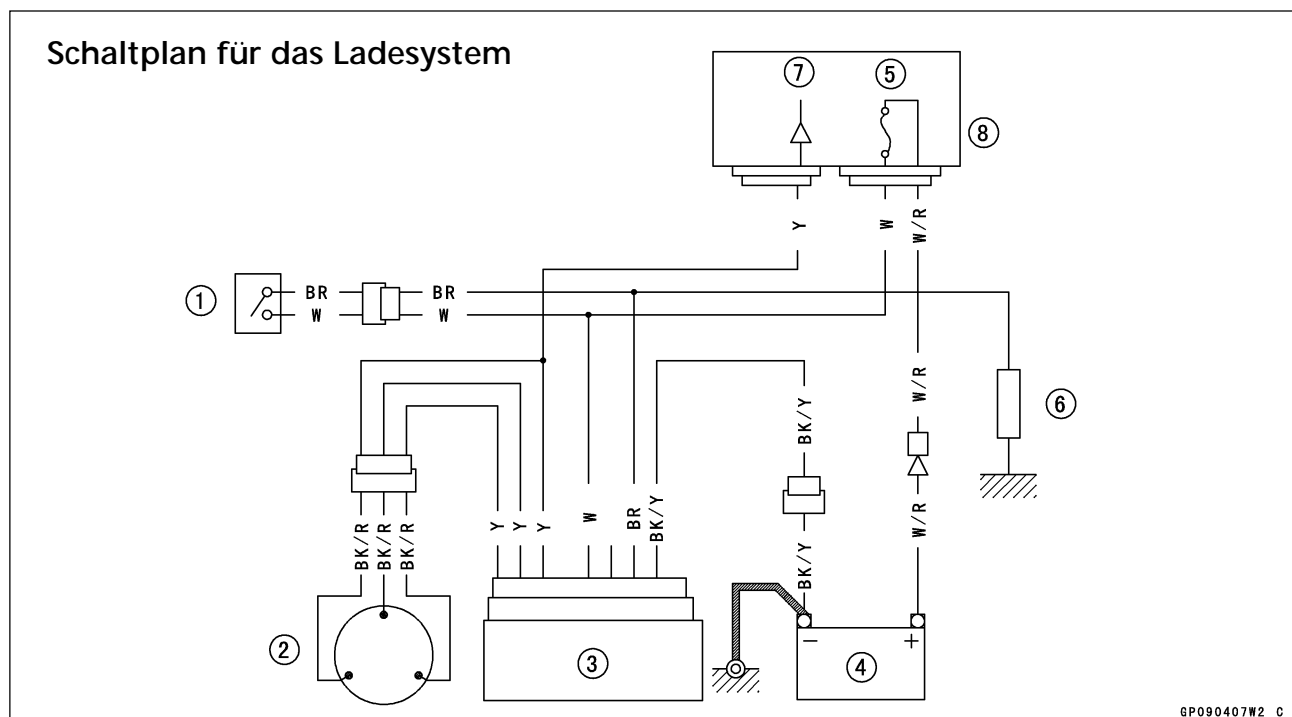 Schaltplan für das Ladesystem
7
5
8
Y
W
W/R
1
BR
BR
W
W
BK/Y
W/R
6
BK/R
BK/R
BK/R
Y
Y
Y
W
BR
BK/Y
BK/Y
W/R
2
3
−
+
4
GP090407W2 C